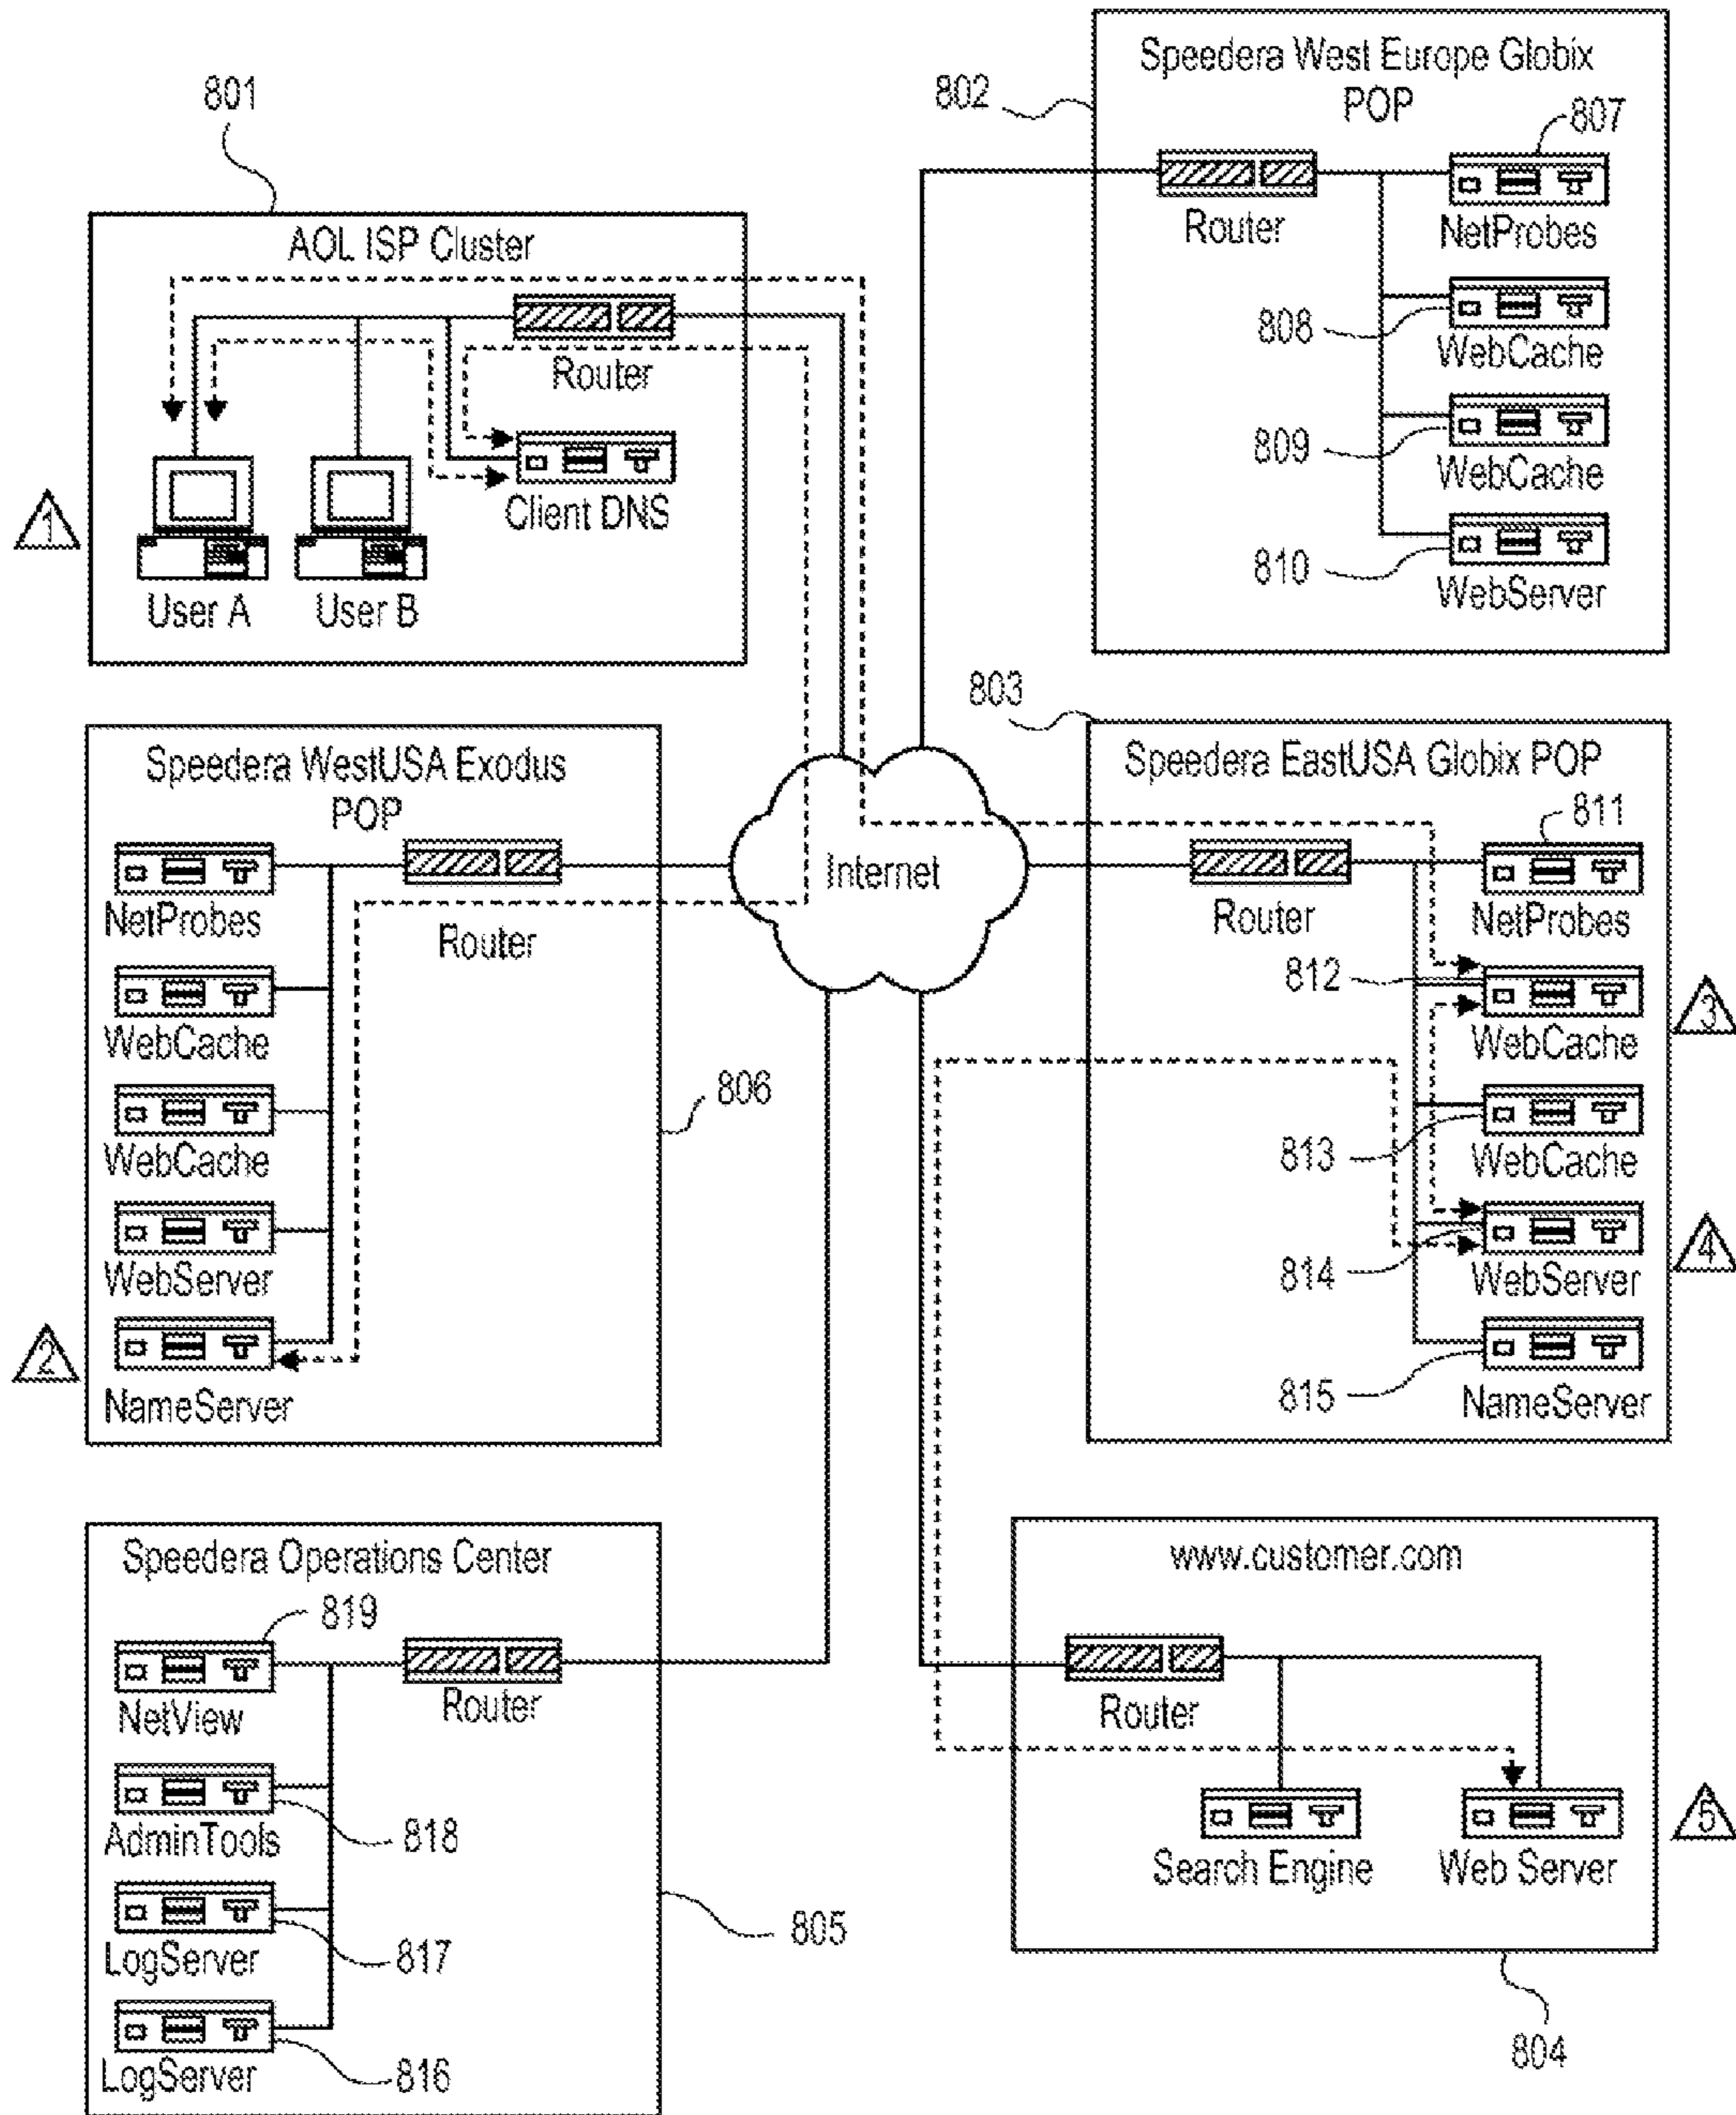 801
AOL ISP Cluster
Router
Client DNS
1
User A
User B
802
Speedera West Europe Globix
POP
807
Router
NetProbes
808
WebCache
809
WebCache
810
WebServer
Speedera WestUSA Exodus
POP
NetProbes
Router
WebCache
806
WebCache
WebServer
2
NameServer
Internet
803
Speedera EastUSA Globix POP
811
Router
NetProbes
812
3
WebCache
813
WebCache
4
814
WebServer
815
NameServer
Speedera Operations Center
819
NetView
Router
AdminTools
818
805
LogServer
817
LogServer
816
www.customer.com
Router
5
Search Engine
Web Server
804